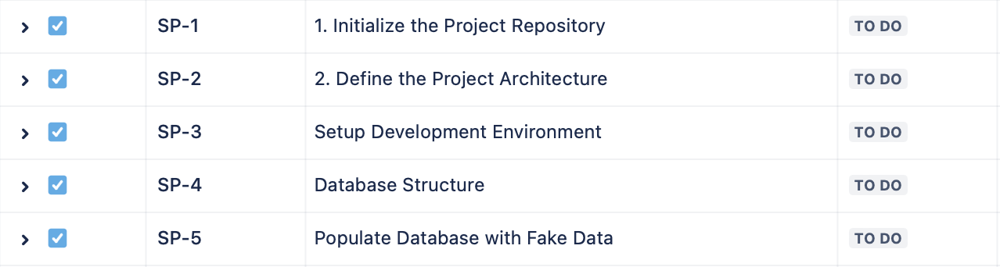 SP-1 1. Initialize the Project Repository TO DO
SP-2 2. Define the Project Architecture TO DO
SP-3 Setup Development Environment TO DO
SP-4 Database Structure TO DO
SP-5 Populate Database with Fake Data TO DO